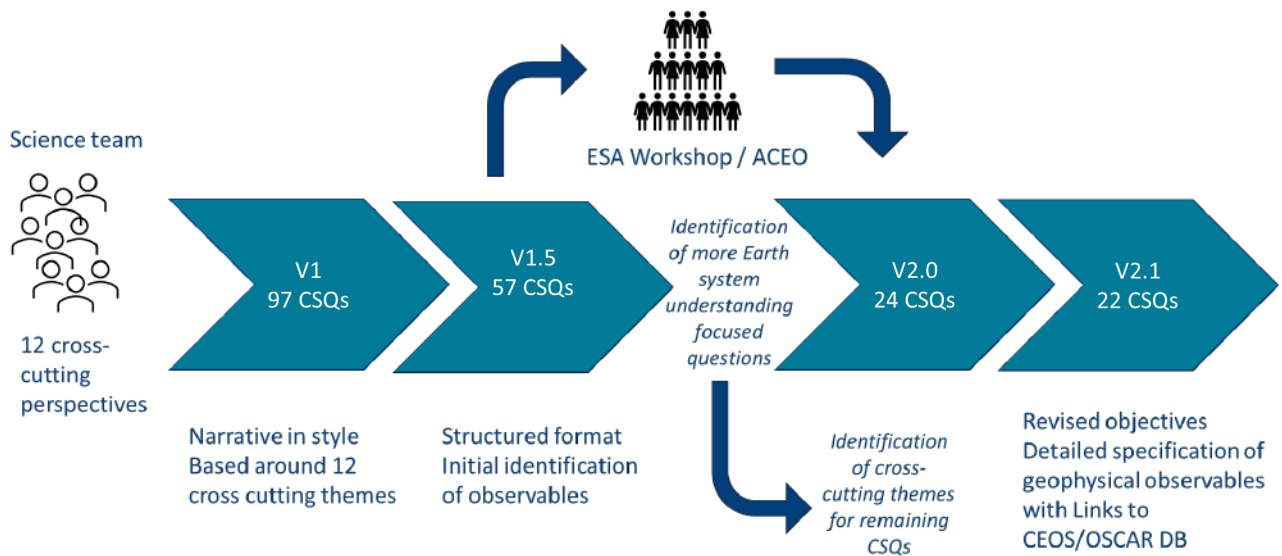 Science team
12 cross-
cutting
perspectives
V1
97 CSQs
Narrative in style
Based around 12
cross cutting themes
V1.5
57 CSQs
Structured format
Initial identification
of observables
ESA Workshop / ACEO
Identification
of more Earth
system
understanding
focused
questions
Identification
of cross-
cutting themes
for remaining
CSQs
V2.0
24 CSQs
V2.1
22 CSQs
Revised objectives
Detailed specification of
geophysical observables
with Links to
CEOS/OSCAR DB